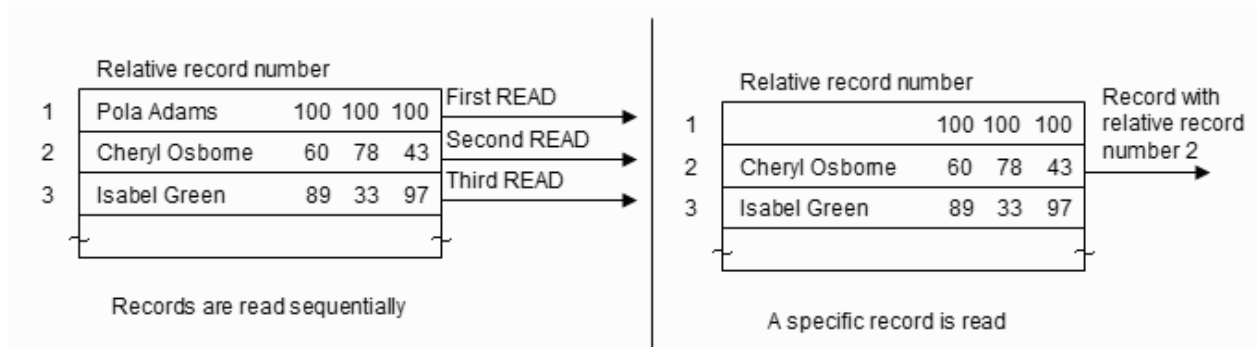 Relative record number
1 Pola Adams 100 100 100 First READ
2 Cheryl Osborne 60 78 43 Second READ
3 Isabel Green 89 33 97 Third READ
Records are read sequentially
Relative record number
1 100 100 100
2 Cheryl Osborne 60 78 43
3 Isabel Green 89 33 97
Record with
relative record
number 2
A specific record is read